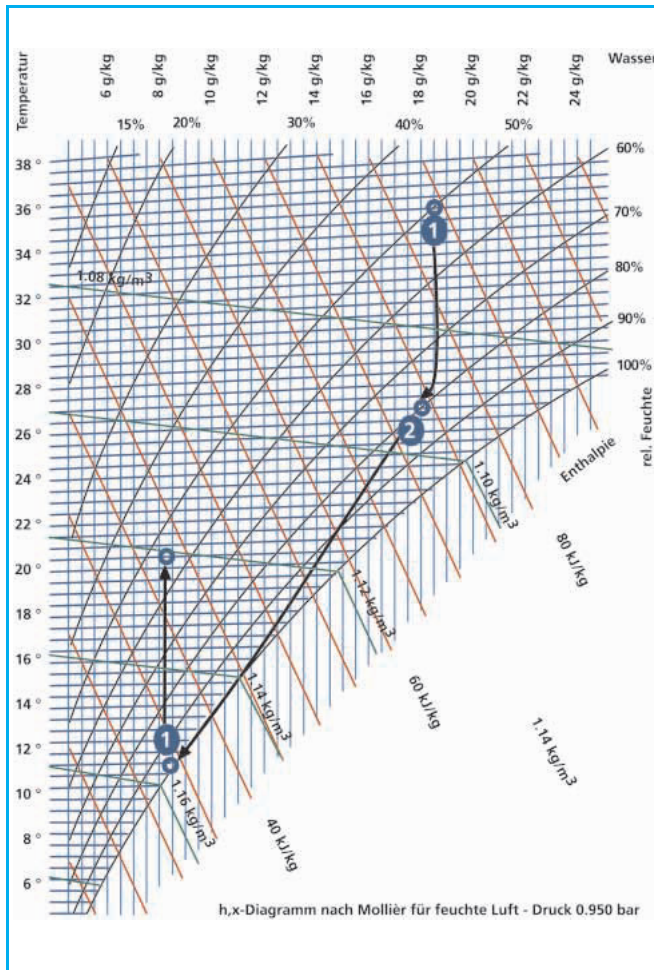 Temperatur
6 g/kg
8 g/kg
10 g/kg
12 g/kg
14 g/kg
16 g/kg
18 g/kg
20 g/kg
22 g/kg
24 g/kg
Wasser
15%
20%
30%
40%
50%
60%
70%
80%
90%
100%
rel. Feuchte
38 °
36 °
34 °
32 °
30 °
28 °
26 °
24 °
22 °
20 °
18 °
16 °
14 °
12 °
10 °
8 °
6 °
1
1.08 kg/m3
2
Enthalpie
1.10 kg/m3
80 kJ/kg
1.12 kg/m3
60 kJ/kg
1.14 kg/m3
1.14 kg/m3
1
1.16 kg/m3
40 kJ/kg
h,x-Diagramm nach Mollièr für feuchte Luft - Druck 0.950 bar